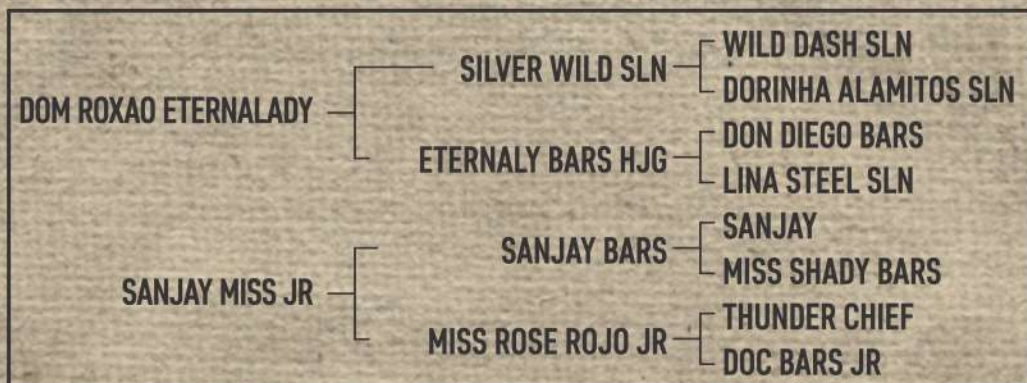 DOM ROXAO ETERNALADY
SILVER WILD SLN
WILD DASH SLN
DORINHA ALAMITOS SLN
ETERNALY BARS HJG
DON DIEGO BARS
LINA STEEL SLN
SANJAY MISS JR
SANJAY BARS
SANJAY
MISS SHADY BARS
MISS ROSE ROJO JR
THUNDER CHIEF
DOC BARS JR